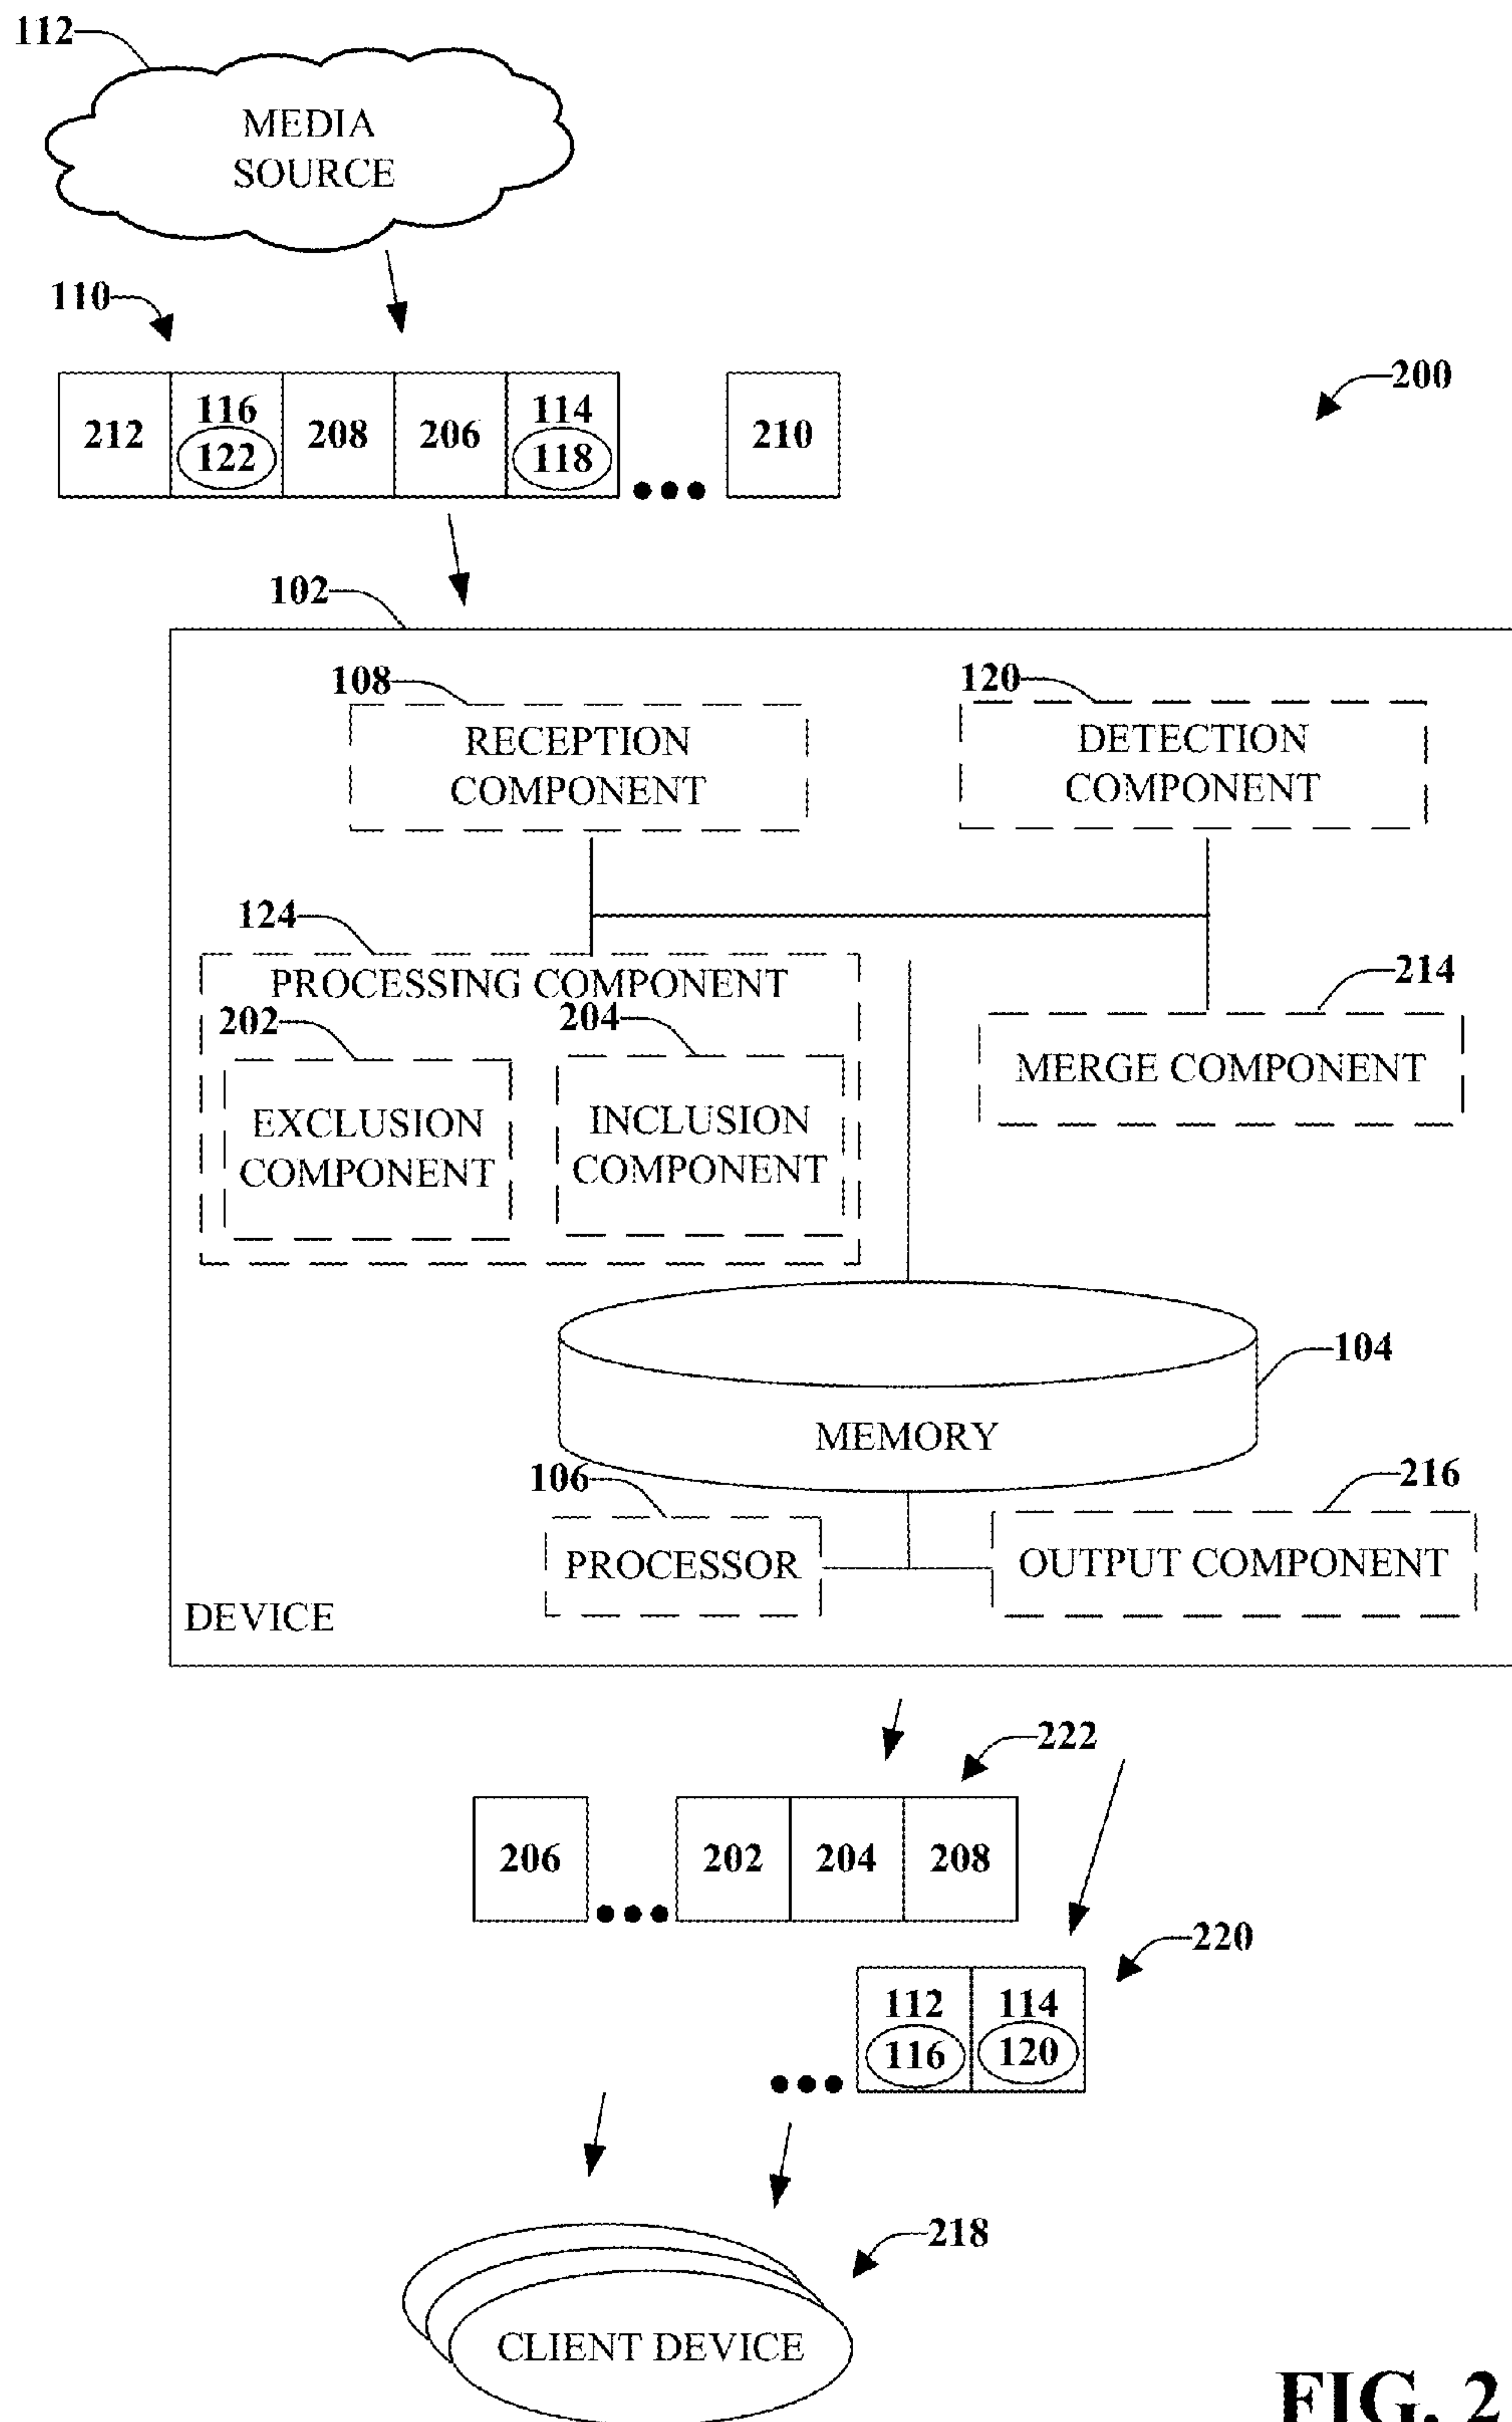 112
MEDIA
SOURCE
110
200
212 116 208 206 114 210
122 118
102
108 120
RECEPTION DETECTION
COMPONENT COMPONENT
124
PROCESSING COMPONENT 214
202 204
MERGE COMPONENT
EXCLUSION INCLUSION
COMPONENT COMPONENT
104
MEMORY
106 216
PROCESSOR OUTPUT COMPONENT
DEVICE
222
206 202 204 208
220
112 114
116 120
218
CLIENT DEVICE
FIG. 2